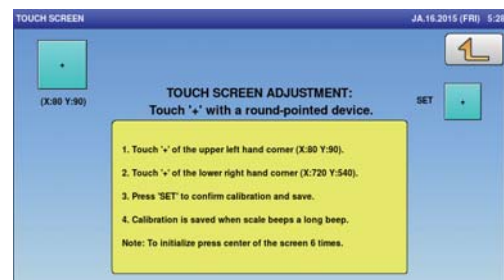 TOUCH SCREEN
JA.16.2015 (FRI) 5:28
+
(X:80 Y:90)
TOUCH SCREEN ADJUSTMENT:
Touch '+' with a round-pointed device.
SET
+
1. Touch '+' of the upper left hand corner (X:80 Y:90).
2. Touch '+' of the lower right hand corner (X:720 Y:540).
3. Press 'SET' to confirm calibration and save.
4. Calibration is saved when scale beeps a long beep.
Note: To initialize press center of the screen 6 times.